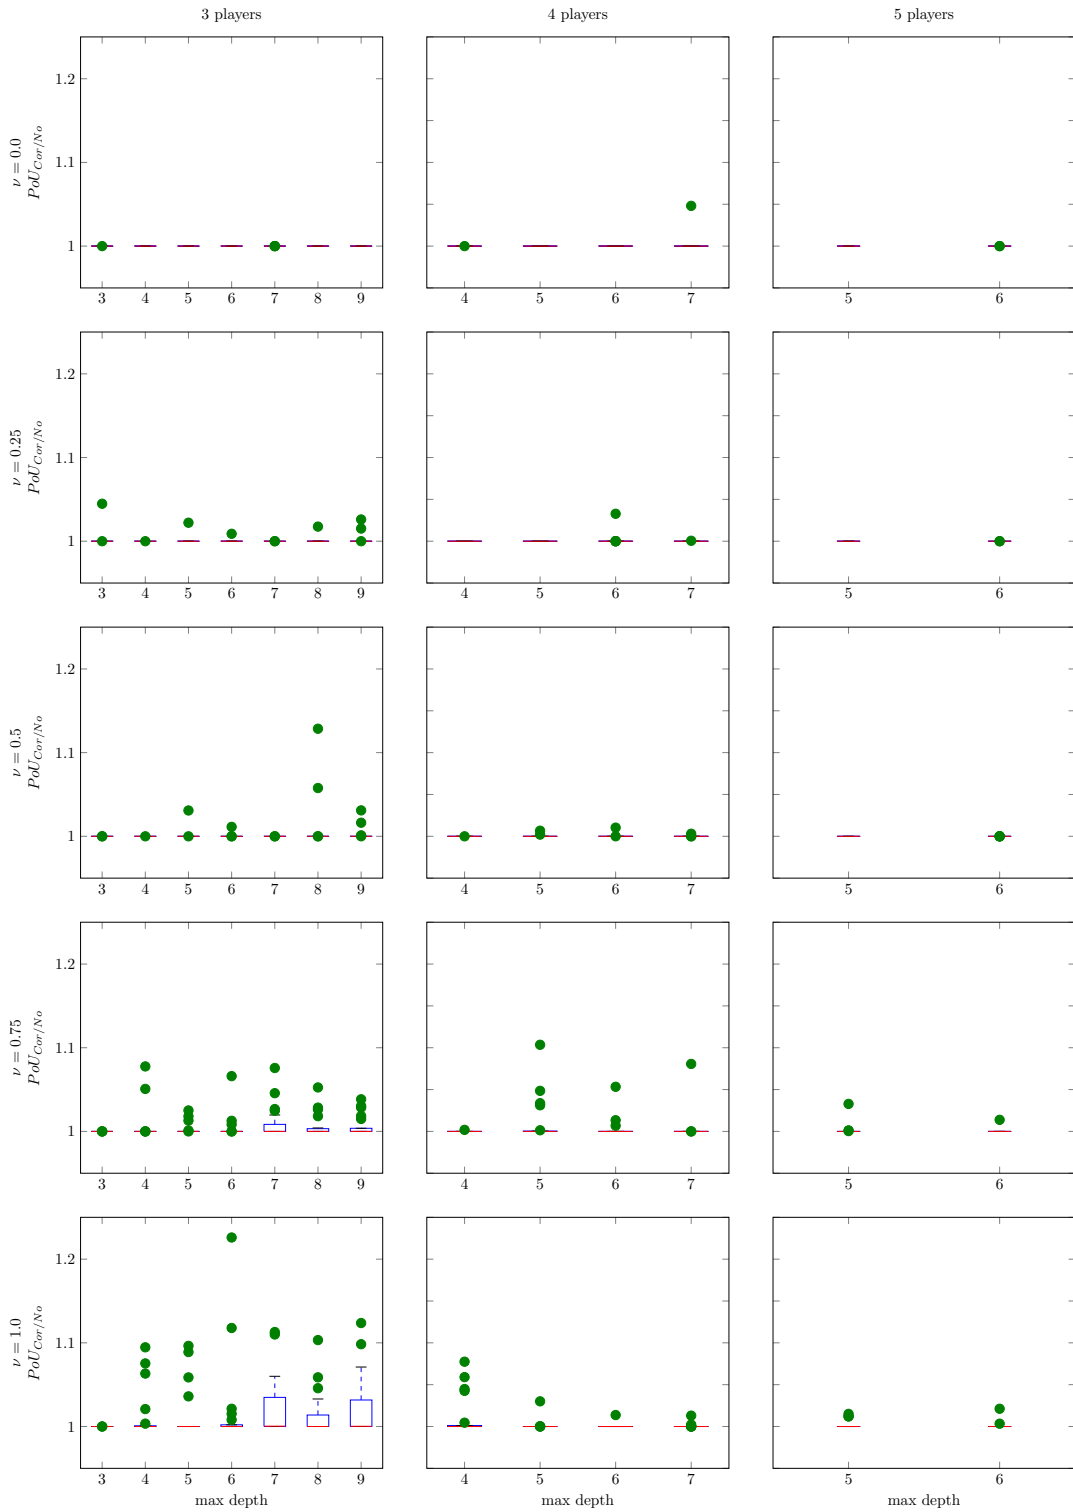 3 players
4 players
5 players
ν = 0.0
PoU_{Cor/No}
1.2
1.1
1
3 4 5 6 7 8 9
4 5 6 7
5 6
ν = 0.25
PoU_{Cor/No}
1.2
1.1
1
3 4 5 6 7 8 9
4 5 6 7
5 6
ν = 0.5
PoU_{Cor/No}
1.2
1.1
1
3 4 5 6 7 8 9
4 5 6 7
5 6
ν = 0.75
PoU_{Cor/No}
1.2
1.1
1
3 4 5 6 7 8 9
4 5 6 7
5 6
ν = 1.0
PoU_{Cor/No}
1.2
1.1
1
3 4 5 6 7 8 9
4 5 6 7
5 6
max depth
max depth
max depth